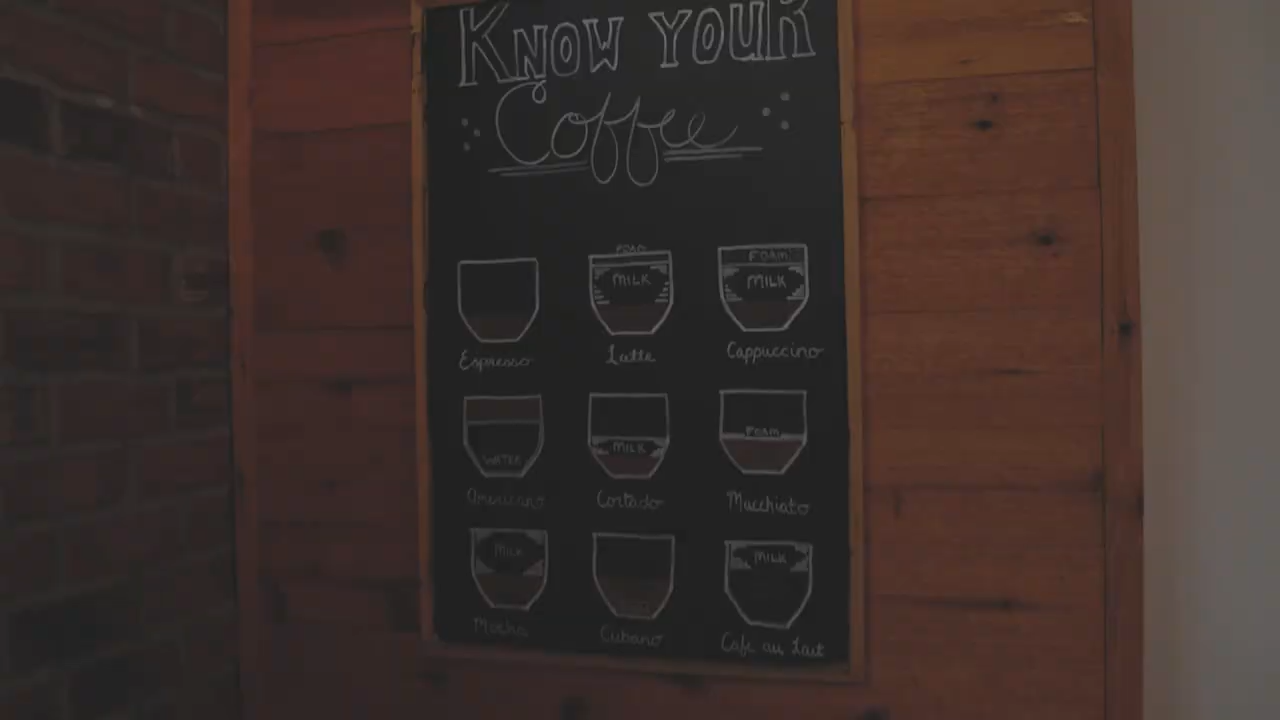 KNOW YOUR
Coffee
FOAM
FOAM
MILK
MILK
Espresso
Latte
Cappuccino
WATER
MILK
FOAM
Americano
Cortado
Macchiato
MILK
MILK
Mocha
Cubano
Cafe au Lait